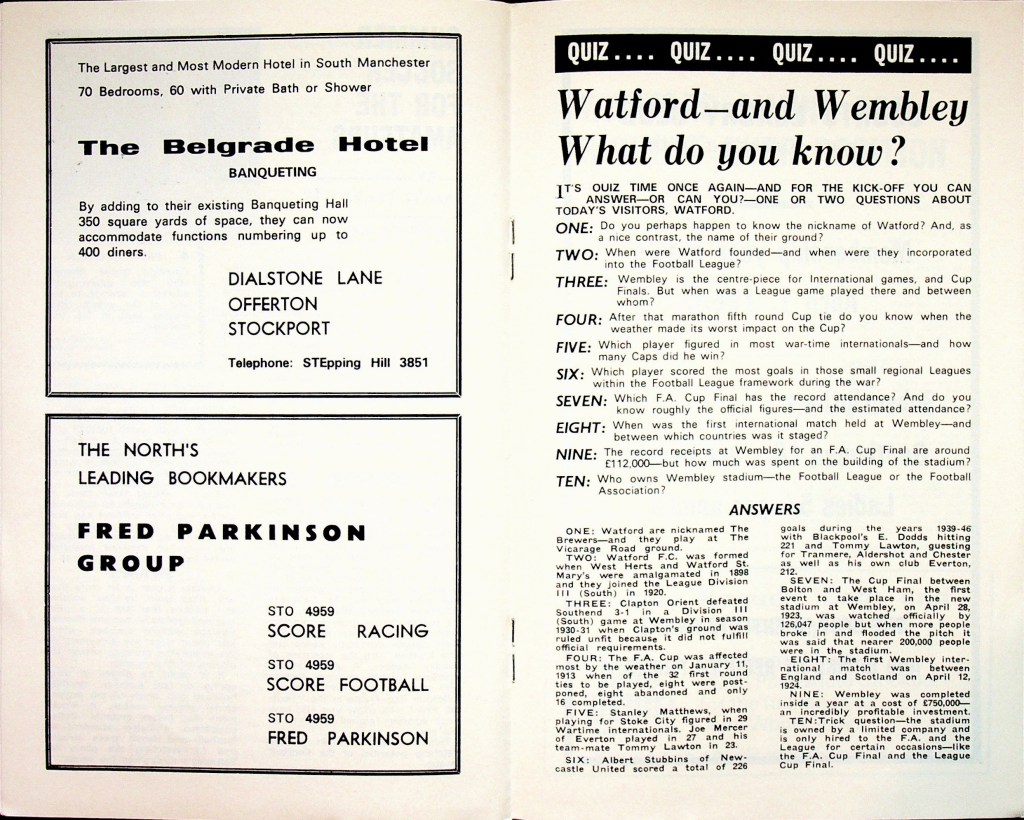 The Largest and Most Modern Hotel in South Manchester
70 Bedrooms, 60 with Private Bath or Shower
The Belgrade Hotel
BANQUETING
By adding to their existing Banqueting Hall
350 square yards of space, they can now
accommodate functions numbering up to
400 diners.
DIALSTONE LANE
OFFERTON
STOCKPORT
Telephone: STEpping Hill 3851
THE NORTH'S
LEADING BOOKMAKERS
FRED PARKINSON
GROUP
STO 4959
SCORE RACING
STO 4959
SCORE FOOTBALL
STO 4959
FRED PARKINSON
QUIZ.... QUIZ.... QUIZ.... QUIZ....
Watford—and Wembley
What do you know?
IT'S QUIZ TIME ONCE AGAIN—AND FOR THE KICK-OFF YOU CAN
ANSWER—OR CAN YOU?—ONE OR TWO QUESTIONS ABOUT
TODAY'S VISITORS, WATFORD.
ONE: Do you perhaps happen to know the nickname of Watford? And, as
a nice contrast, the name of their ground?
TWO: When were Watford founded—and when were they incorporated
into the Football League?
THREE: Wembley is the centre-piece for International games, and Cup
Finals. But when was a League game played there and between
whom?
FOUR: After that marathon fifth round Cup tie do you know when the
weather made its worst impact on the Cup?
FIVE: Which player figured in most war-time internationals—and how
many Caps did he win?
SIX: Which player scored the most goals in those small regional Leagues
within the Football League framework during the war?
SEVEN: Which F.A. Cup Final has the record attendance? And do you
know roughly the official figures—and the estimated attendance?
EIGHT: When was the first international match held at Wembley—and
between which countries was it staged?
NINE: The record receipts at Wembley for an F.A. Cup Final are around
£112,000—but how much was spent on the building of the stadium?
TEN: Who owns Wembley stadium—the Football League or the Football
Association?
ANSWERS
ONE: Watford are nicknamed The
Brewers—and they play at The
Vicarage Road ground.
TWO: Watford F.C. was formed
when West Herts and Watford St.
Mary's were amalgamated in 1898
and they joined the League Division
III (South) in 1920.
THREE: Clapton Orient defeated
Southend 3-1 in a Division III
(South) game at Wembley in season
1930-31 when Clapton's ground was
ruled unfit because it did not fulfill
official requirements.
FOUR: The F.A. Cup was affected
most by the weather on January 11,
1913 when of the 32 first round
ties to be played, eight were post-
poned, eight abandoned and only
16 completed.
FIVE: Stanley Matthews, when
playing for Stoke City figured in 29
Wartime internationals. Joe Mercer
of Everton played in 27 and his
team-mate Tommy Lawton in 23.
SIX: Albert Stubbins of New-
castle United scored a total of 226
goals during the years 1939-46
with Blackpool's E. Dodds hitting
221 and Tommy Lawton, guesting
for Tranmere, Aldershot and Chester
as well as his own club Everton,
212.
SEVEN: The Cup Final between
Bolton and West Ham, the first
event to take place in the new
stadium at Wembley, on April 28,
1923, was watched officially by
126,047 people but when more people
broke in and flooded the pitch it
was said that nearer 200,000 people
were in the stadium.
EIGHT: The first Wembley inter-
national match was between
England and Scotland on April 12,
1924.
NINE: Wembley was completed
inside a year at a cost of £750,000—
an incredibly profitable investment.
TEN:Trick question—the stadium
is owned by a limited company and
is only hired to the F.A. and the
League for certain occasions—like
the F.A. Cup Final and the League
Cup Final.